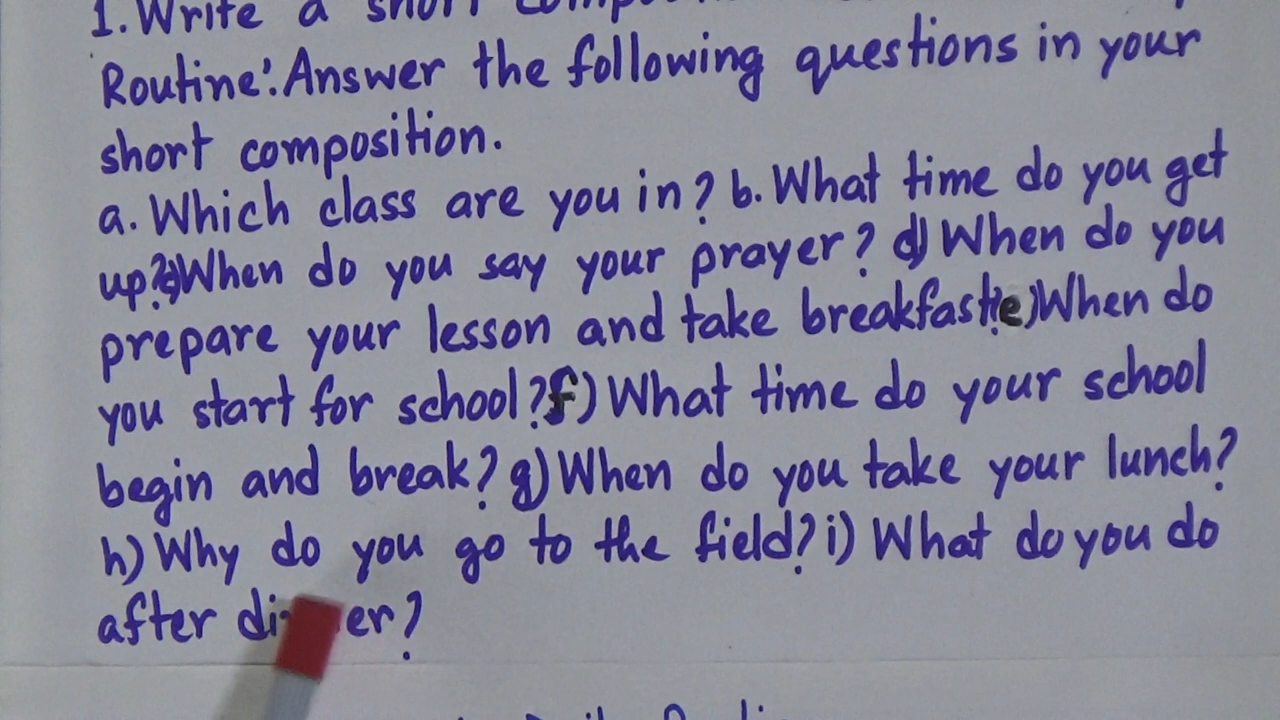 1. Write a short
Routine'. Answer the following questions in your
short composition.
a. Which class are you in? b. What time do you get
up? c) When do you say your prayer? d) When do you
prepare your lesson and take breakfast? e) When do
you start for school? f) What time do your school
begin and break? g) When do you take your lunch?
h) Why do you go to the field? i) What do you do
after dinner?